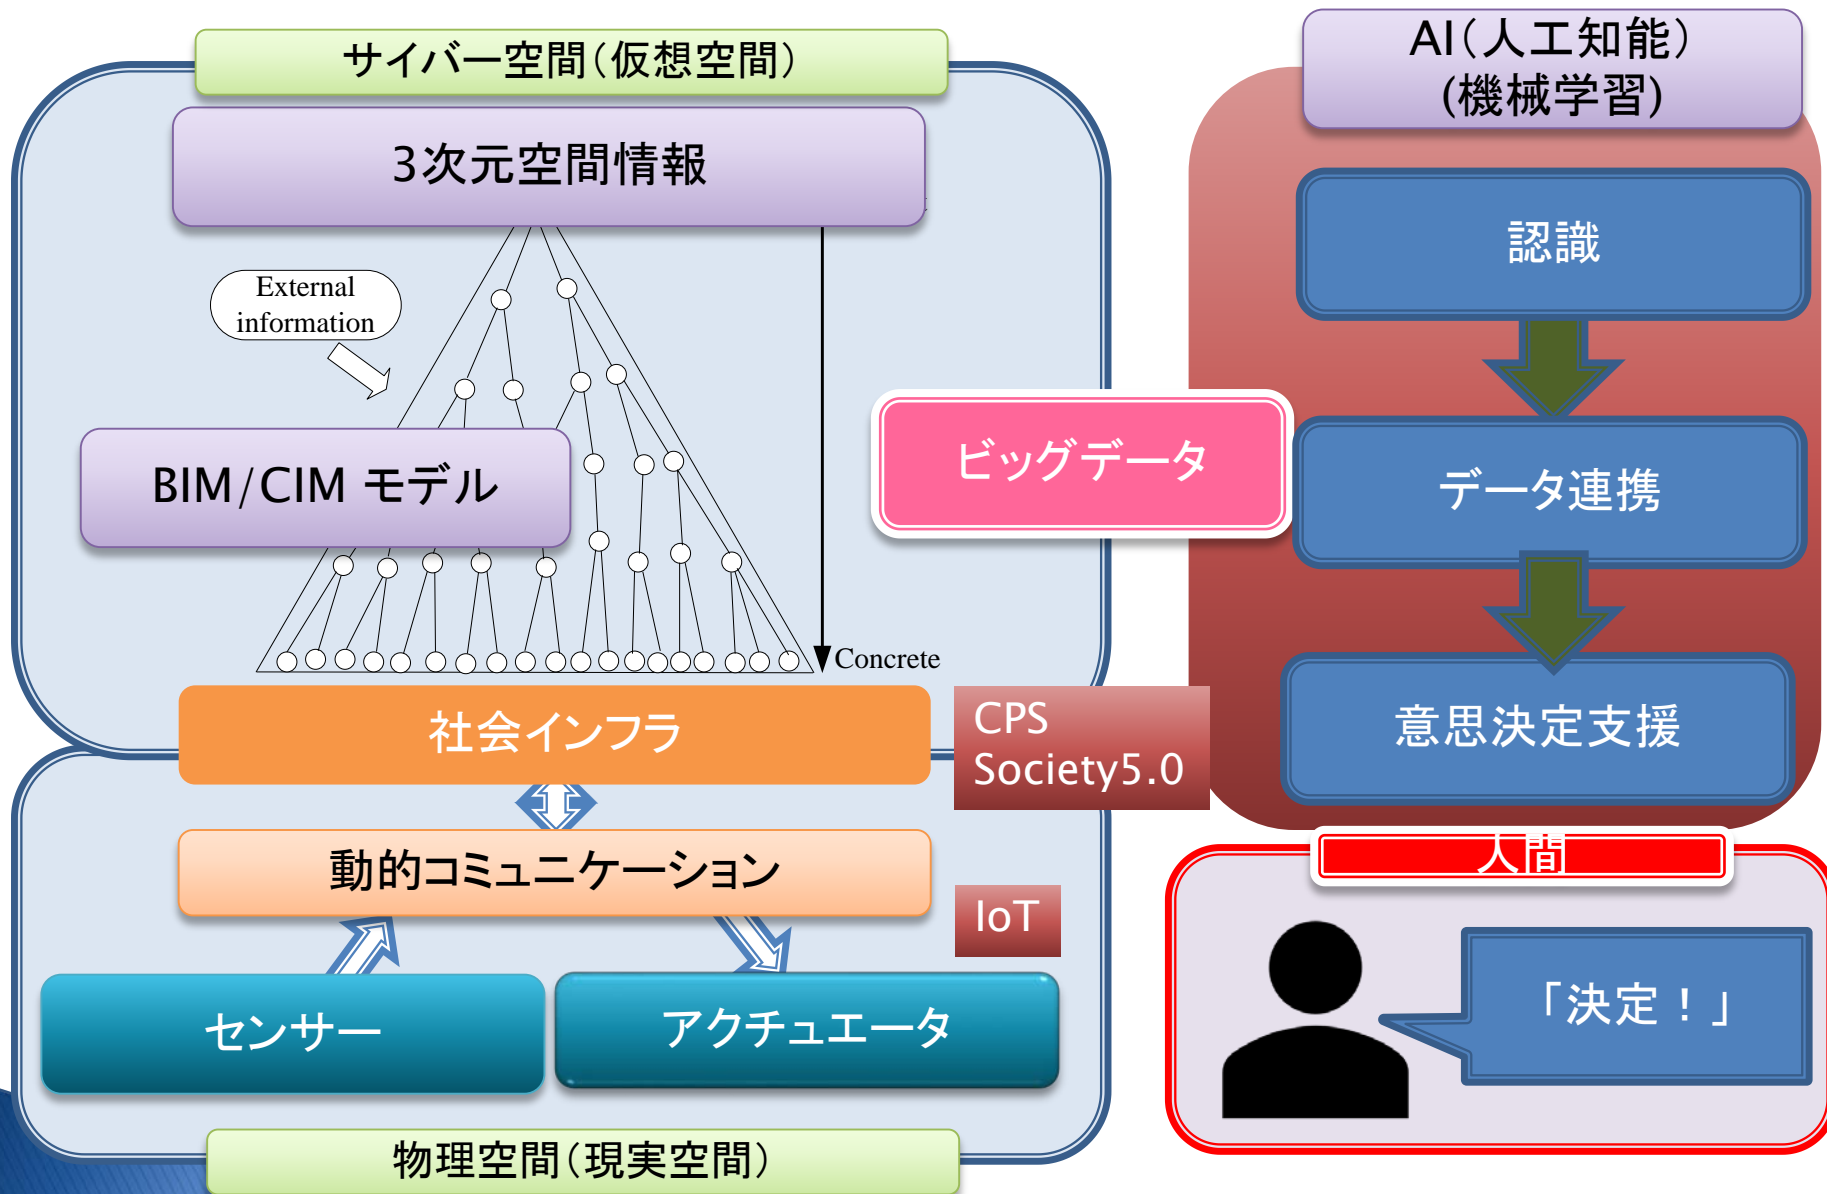 サイバー空間（仮想空間）
3次元空間情報
External
information
BIM/CIM モデル
Concrete
社会インフラ
CPS
Society5.0
動的コミュニケーション
IoT
センサー
アクチュエータ
物理空間（現実空間）
ビッグデータ
AI（人工知能）
(機械学習)
認識
データ連携
意思決定支援
人間
「決定！」